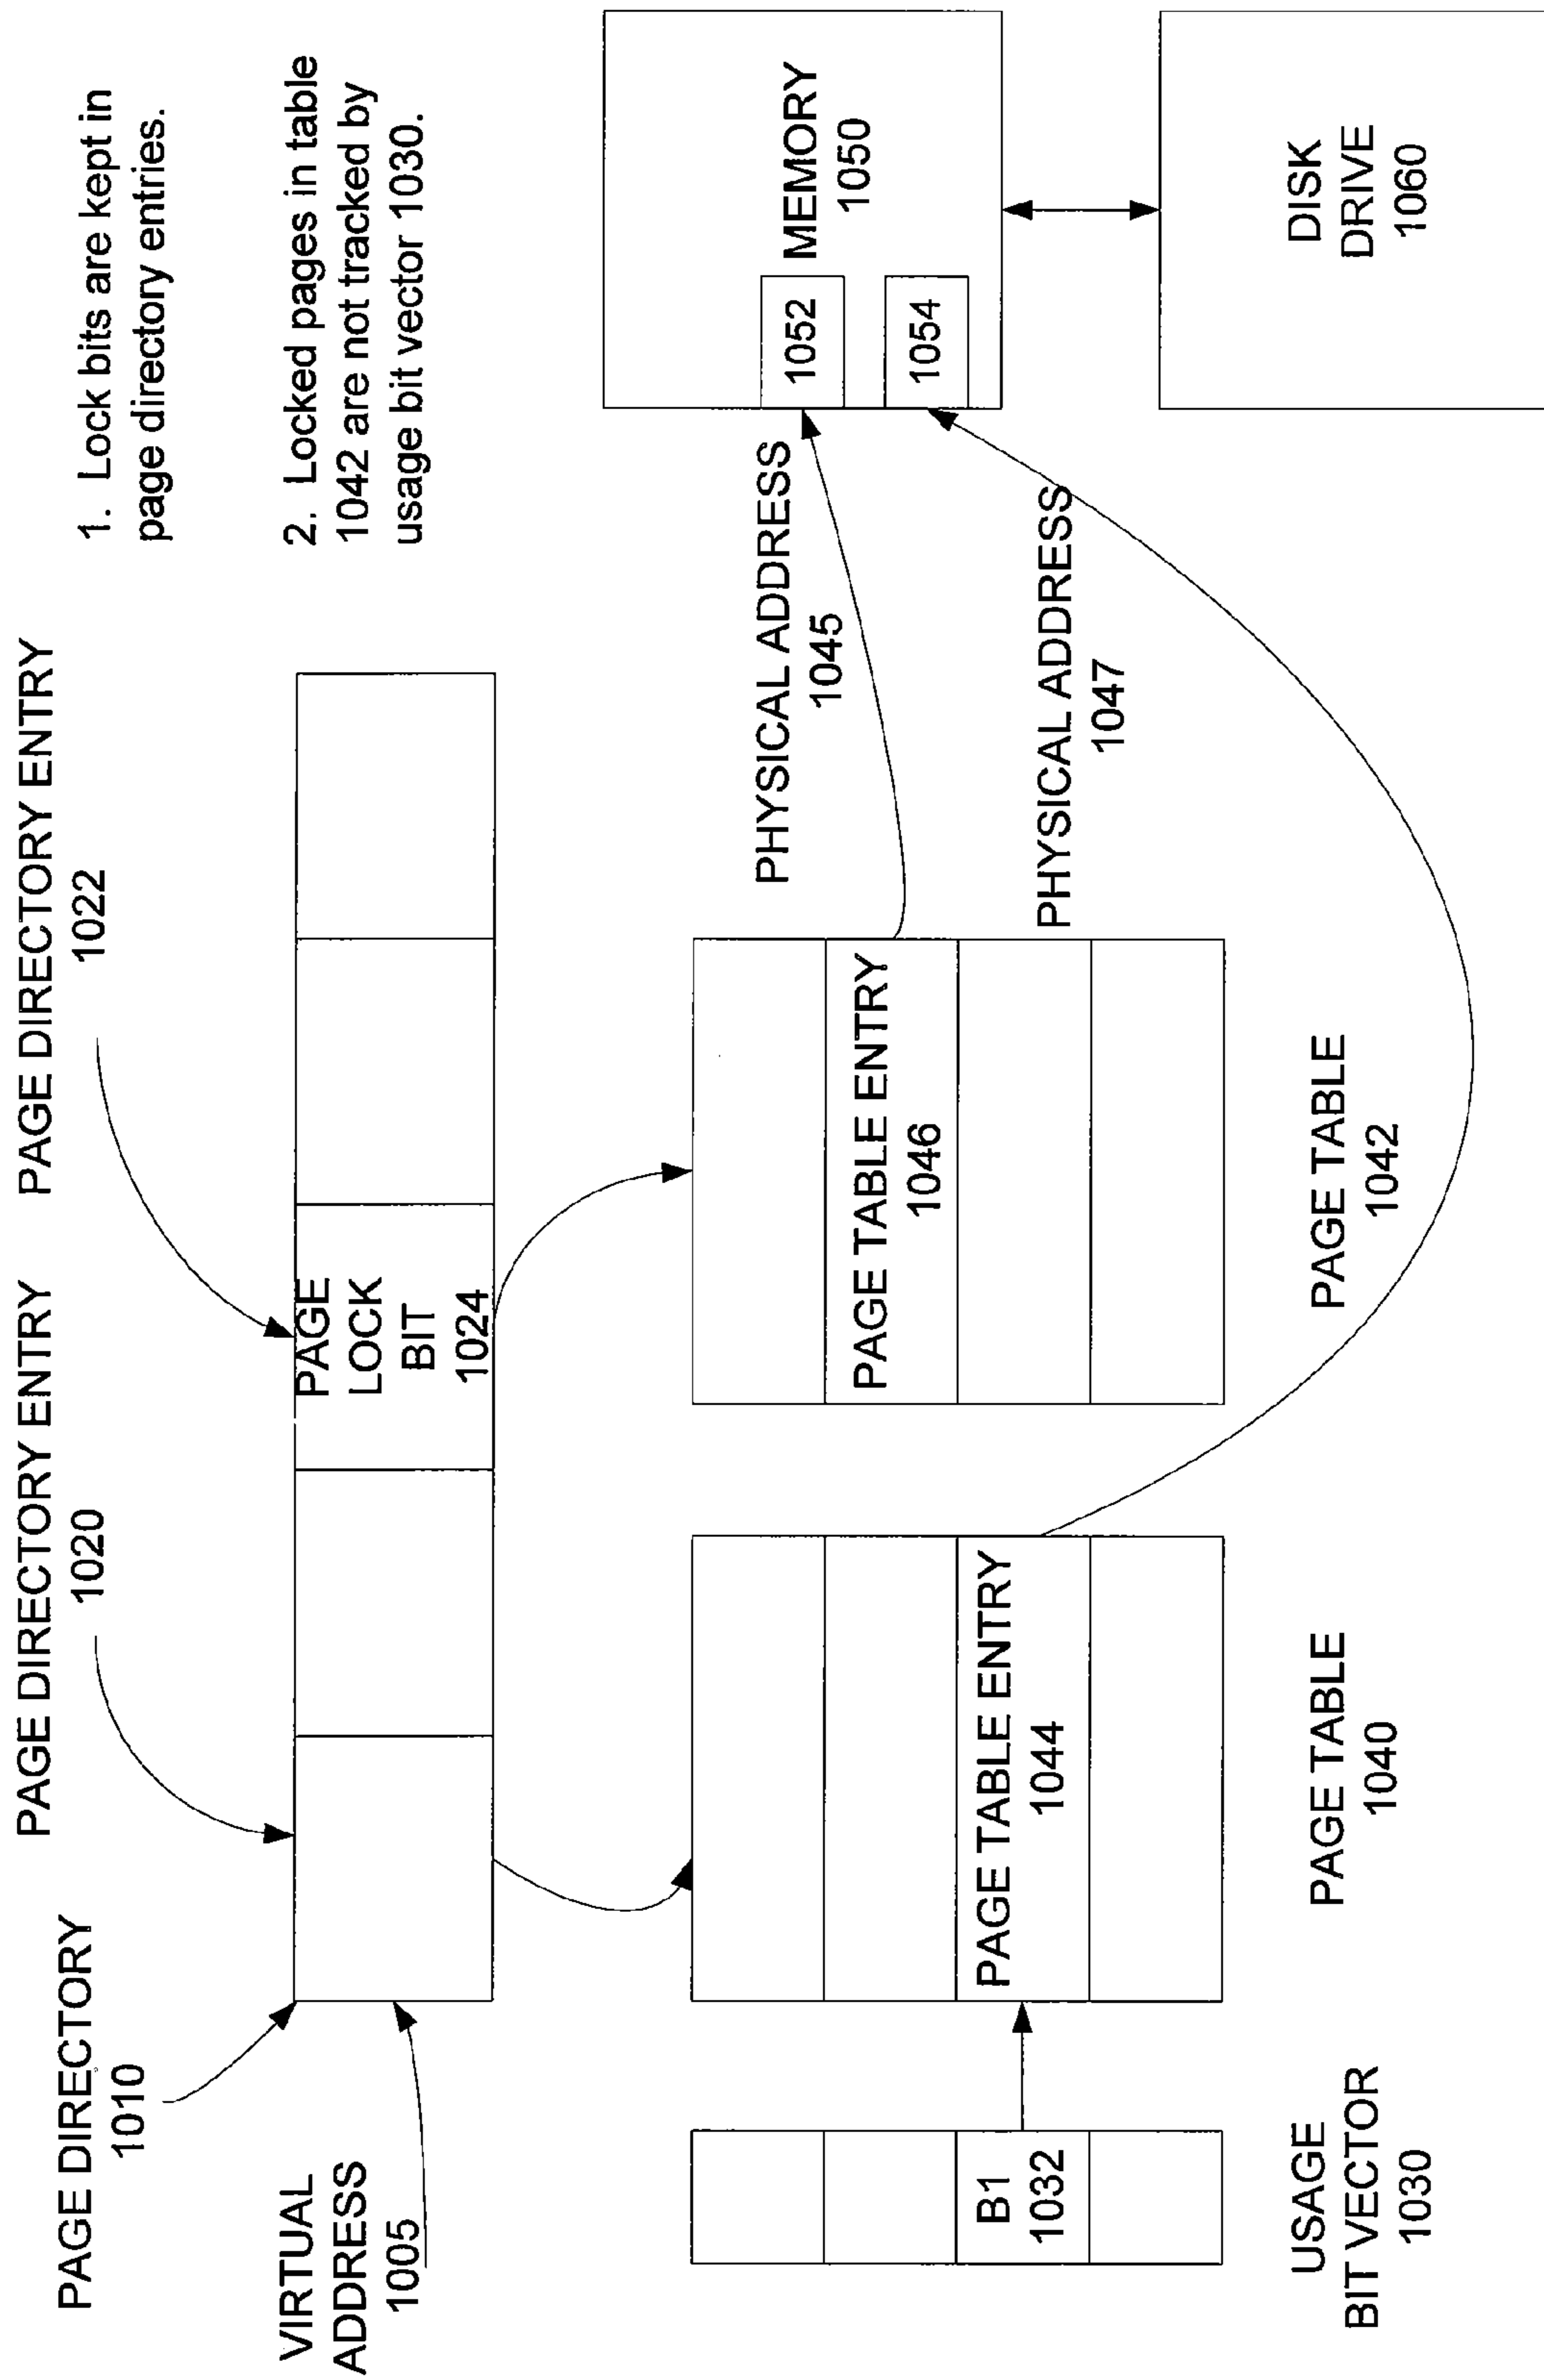 PAGE DIRECTORY
1010
PAGE DIRECTORY ENTRY
1020
PAGE DIRECTORY ENTRY
1022
1. Lock bits are kept in
page directory entries.
2. Locked pages in table
1042 are not tracked by
usage bit vector 1030.
VIRTUAL
ADDRESS
1005
PAGE
LOCK
BIT
1024
B1
1032
USAGE
BIT VECTOR
1030
PAGE TABLE ENTRY
1044
PAGE TABLE
1040
PAGE TABLE ENTRY
1046
PAGE TABLE
1042
PHYSICAL ADDRESS
1045
PHYSICAL ADDRESS
1047
1052
1054
MEMORY
1050
DISK
DRIVE
1060